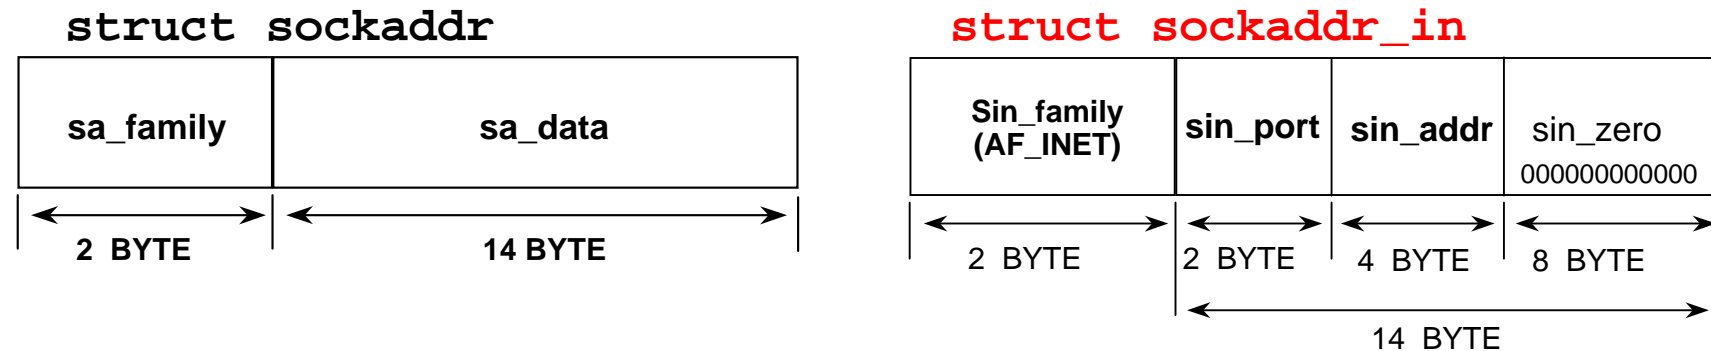 struct sockaddr
sa_family
sa_data
2 BYTE
14 BYTE
struct sockaddr_in
Sin_family
(AF_INET)
sin_port
sin_addr
sin_zero
000000000000
2 BYTE
2 BYTE
4 BYTE
8 BYTE
14 BYTE